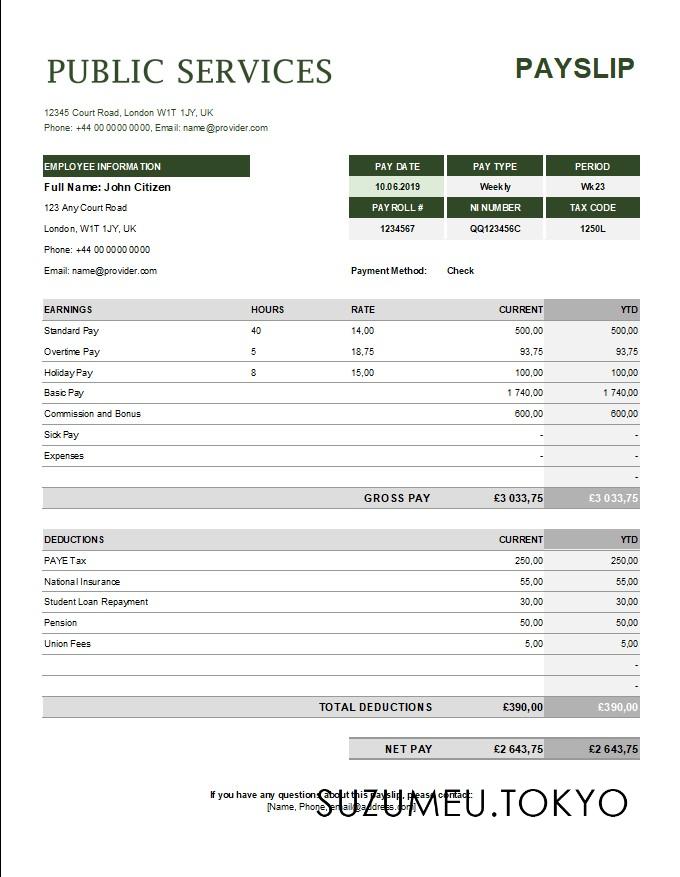 PUBLIC SERVICES PAYSLIP
12345 Court Road, London W1T 1JY, UK
Phone: +44 00 0000 0000, Email: name@provider.com
EMPLOYEE INFORMATION PAY DATE PAY TYPE PERIOD
Full Name: John Citizen 10.06.2019 Weekly Wk23
123 Any Court Road PAYROLL # NI NUMBER TAX CODE
London, W1T 1JY, UK 1234567 QQ123456C 1250L
Phone: +44 00 0000 0000
Email: name@provider.com Payment Method: Check
EARNINGS HOURS RATE CURRENT YTD
Standard Pay 40 14,00 500,00 500,00
Overtime Pay 5 18,75 93,75 93,75
Holiday Pay 8 15,00 100,00 100,00
Basic Pay 1 740,00 1 740,00
Commission and Bonus 600,00 600,00
Sick Pay - -
Expenses - -
-
GROSS PAY £3 033,75 £3 033,75
DEDUCTIONS CURRENT YTD
PAYE Tax 250,00 250,00
National Insurance 55,00 55,00
Student Loan Repayment 30,00 30,00
Pension 50,00 50,00
Union Fees 5,00 5,00
-
-
TOTAL DEDUCTIONS £390,00 £390,00
NET PAY £2 643,75 £2 643,75
If you have any questions about this payslip, please contact:
[Name, Phone, email@address.com]
SUZUMEU.TOKYO